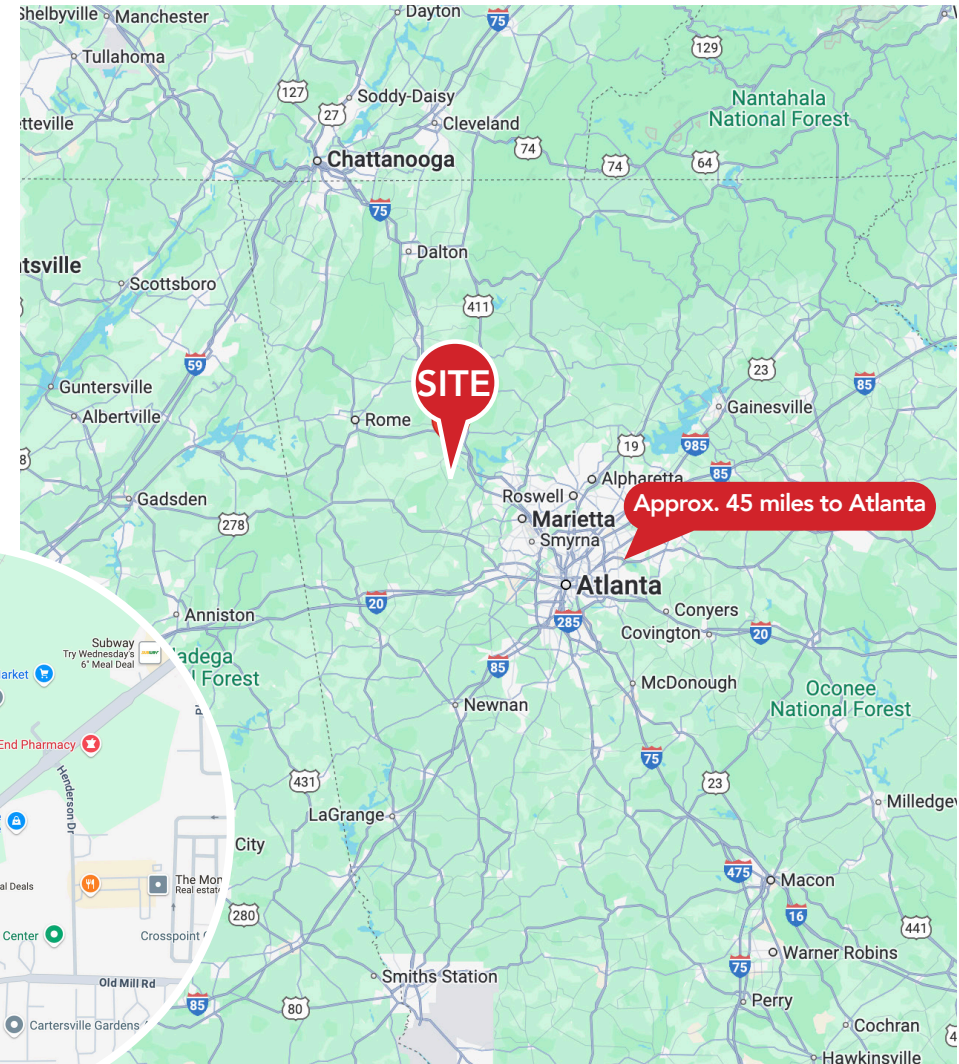 Shelbyville
Manchester
Dayton
75
Tullahoma
129
127
Soddy-Daisy
27
Nantahala
National Forest
etteville
Cleveland
74
74
64
Chattanooga
75
Dalton
tsville
Scottsboro
411
59
SITE
23
85
Guntersville
Albertville
Rome
Gainesville
19
985
8
85
Alpharetta
Roswell
Gadsden
278
Marietta
Smyrna
Approx. 45 miles to Atlanta
Atlanta
20
Anniston
285
Conyers
Covington
20
Subway
Try Wednesday's
6" Meal Deal
adega
l Forest
85
arket
McDonough
Oconee
National Forest
Newnan
End Pharmacy
75
Henderson Dr
431
23
LaGrange
Milledgev
City
475
Macon
al Deals
The Mon
Real estate
280
16
441
Center
Crosspoint
Warner Robins
75
Old Mill Rd
Smiths Station
85
80
Perry
Cartersville Gardens
Cochran
4
Hawkinsville